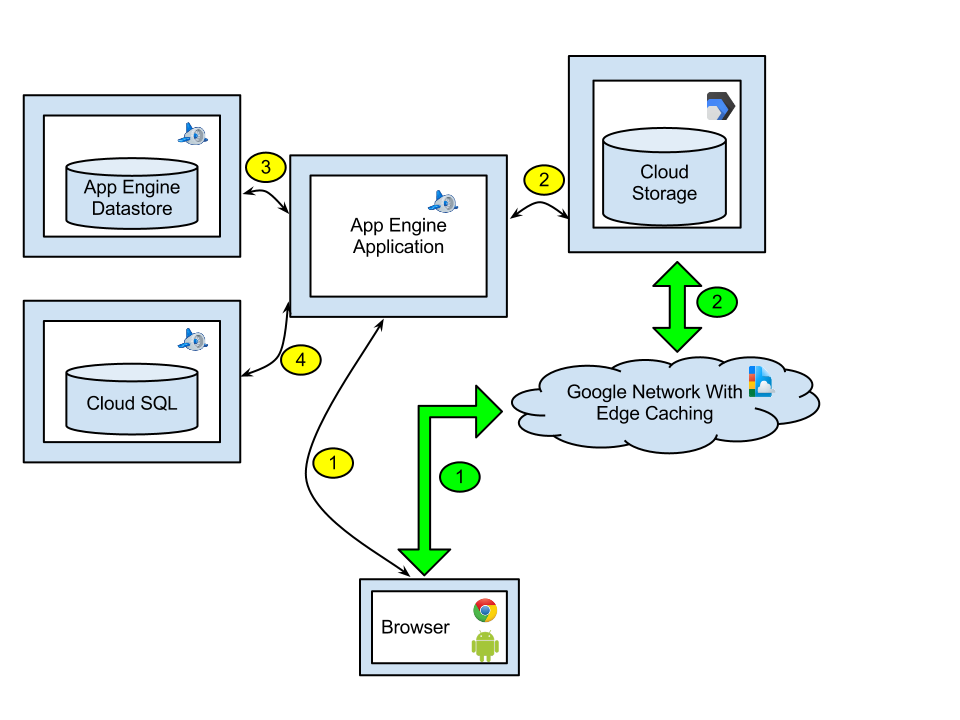 Cloud
Storage
App Engine
Datastore
3
2
App Engine
Application
2
4
Cloud SQL
Google Network With
Edge Caching
1
1
Browser